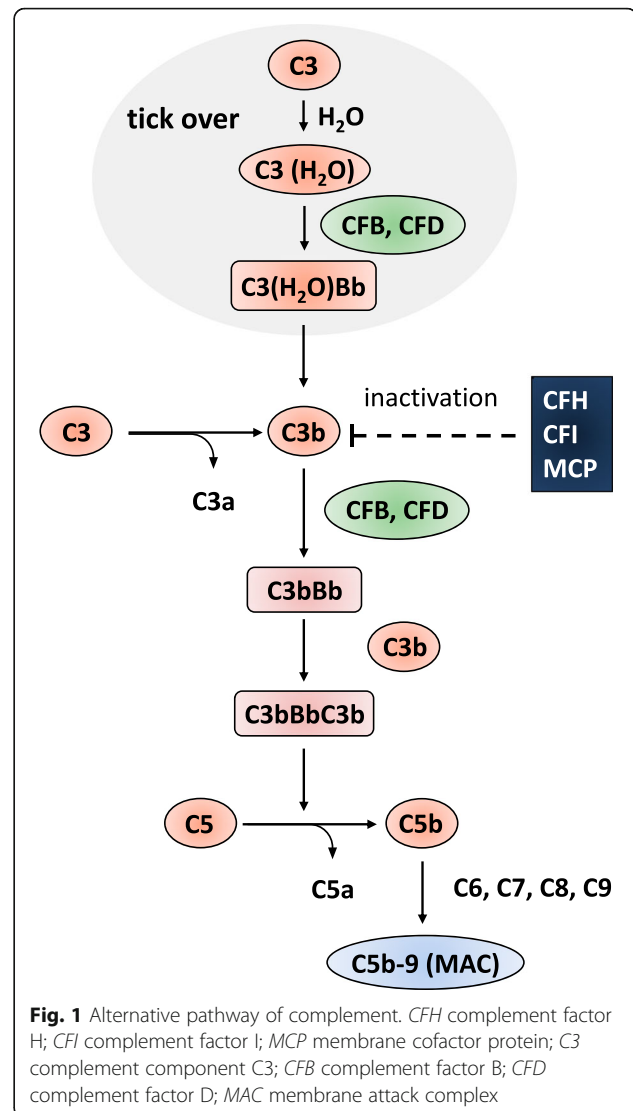 C3
tick over
H₂O
C3 (H₂O)
CFB, CFD
C3(H₂O)Bb
inactivation
CFH
CFI
MCP
C3
C3b
C3a
CFB, CFD
C3bBb
C3b
C3bBbC3b
C5
C5b
C5a
C6, C7, C8, C9
C5b-9 (MAC)
Fig. 1 Alternative pathway of complement. CFH complement factor
H; CFI complement factor I; MCP membrane cofactor protein; C3
complement component C3; CFB complement factor B; CFD
complement factor D; MAC membrane attack complex